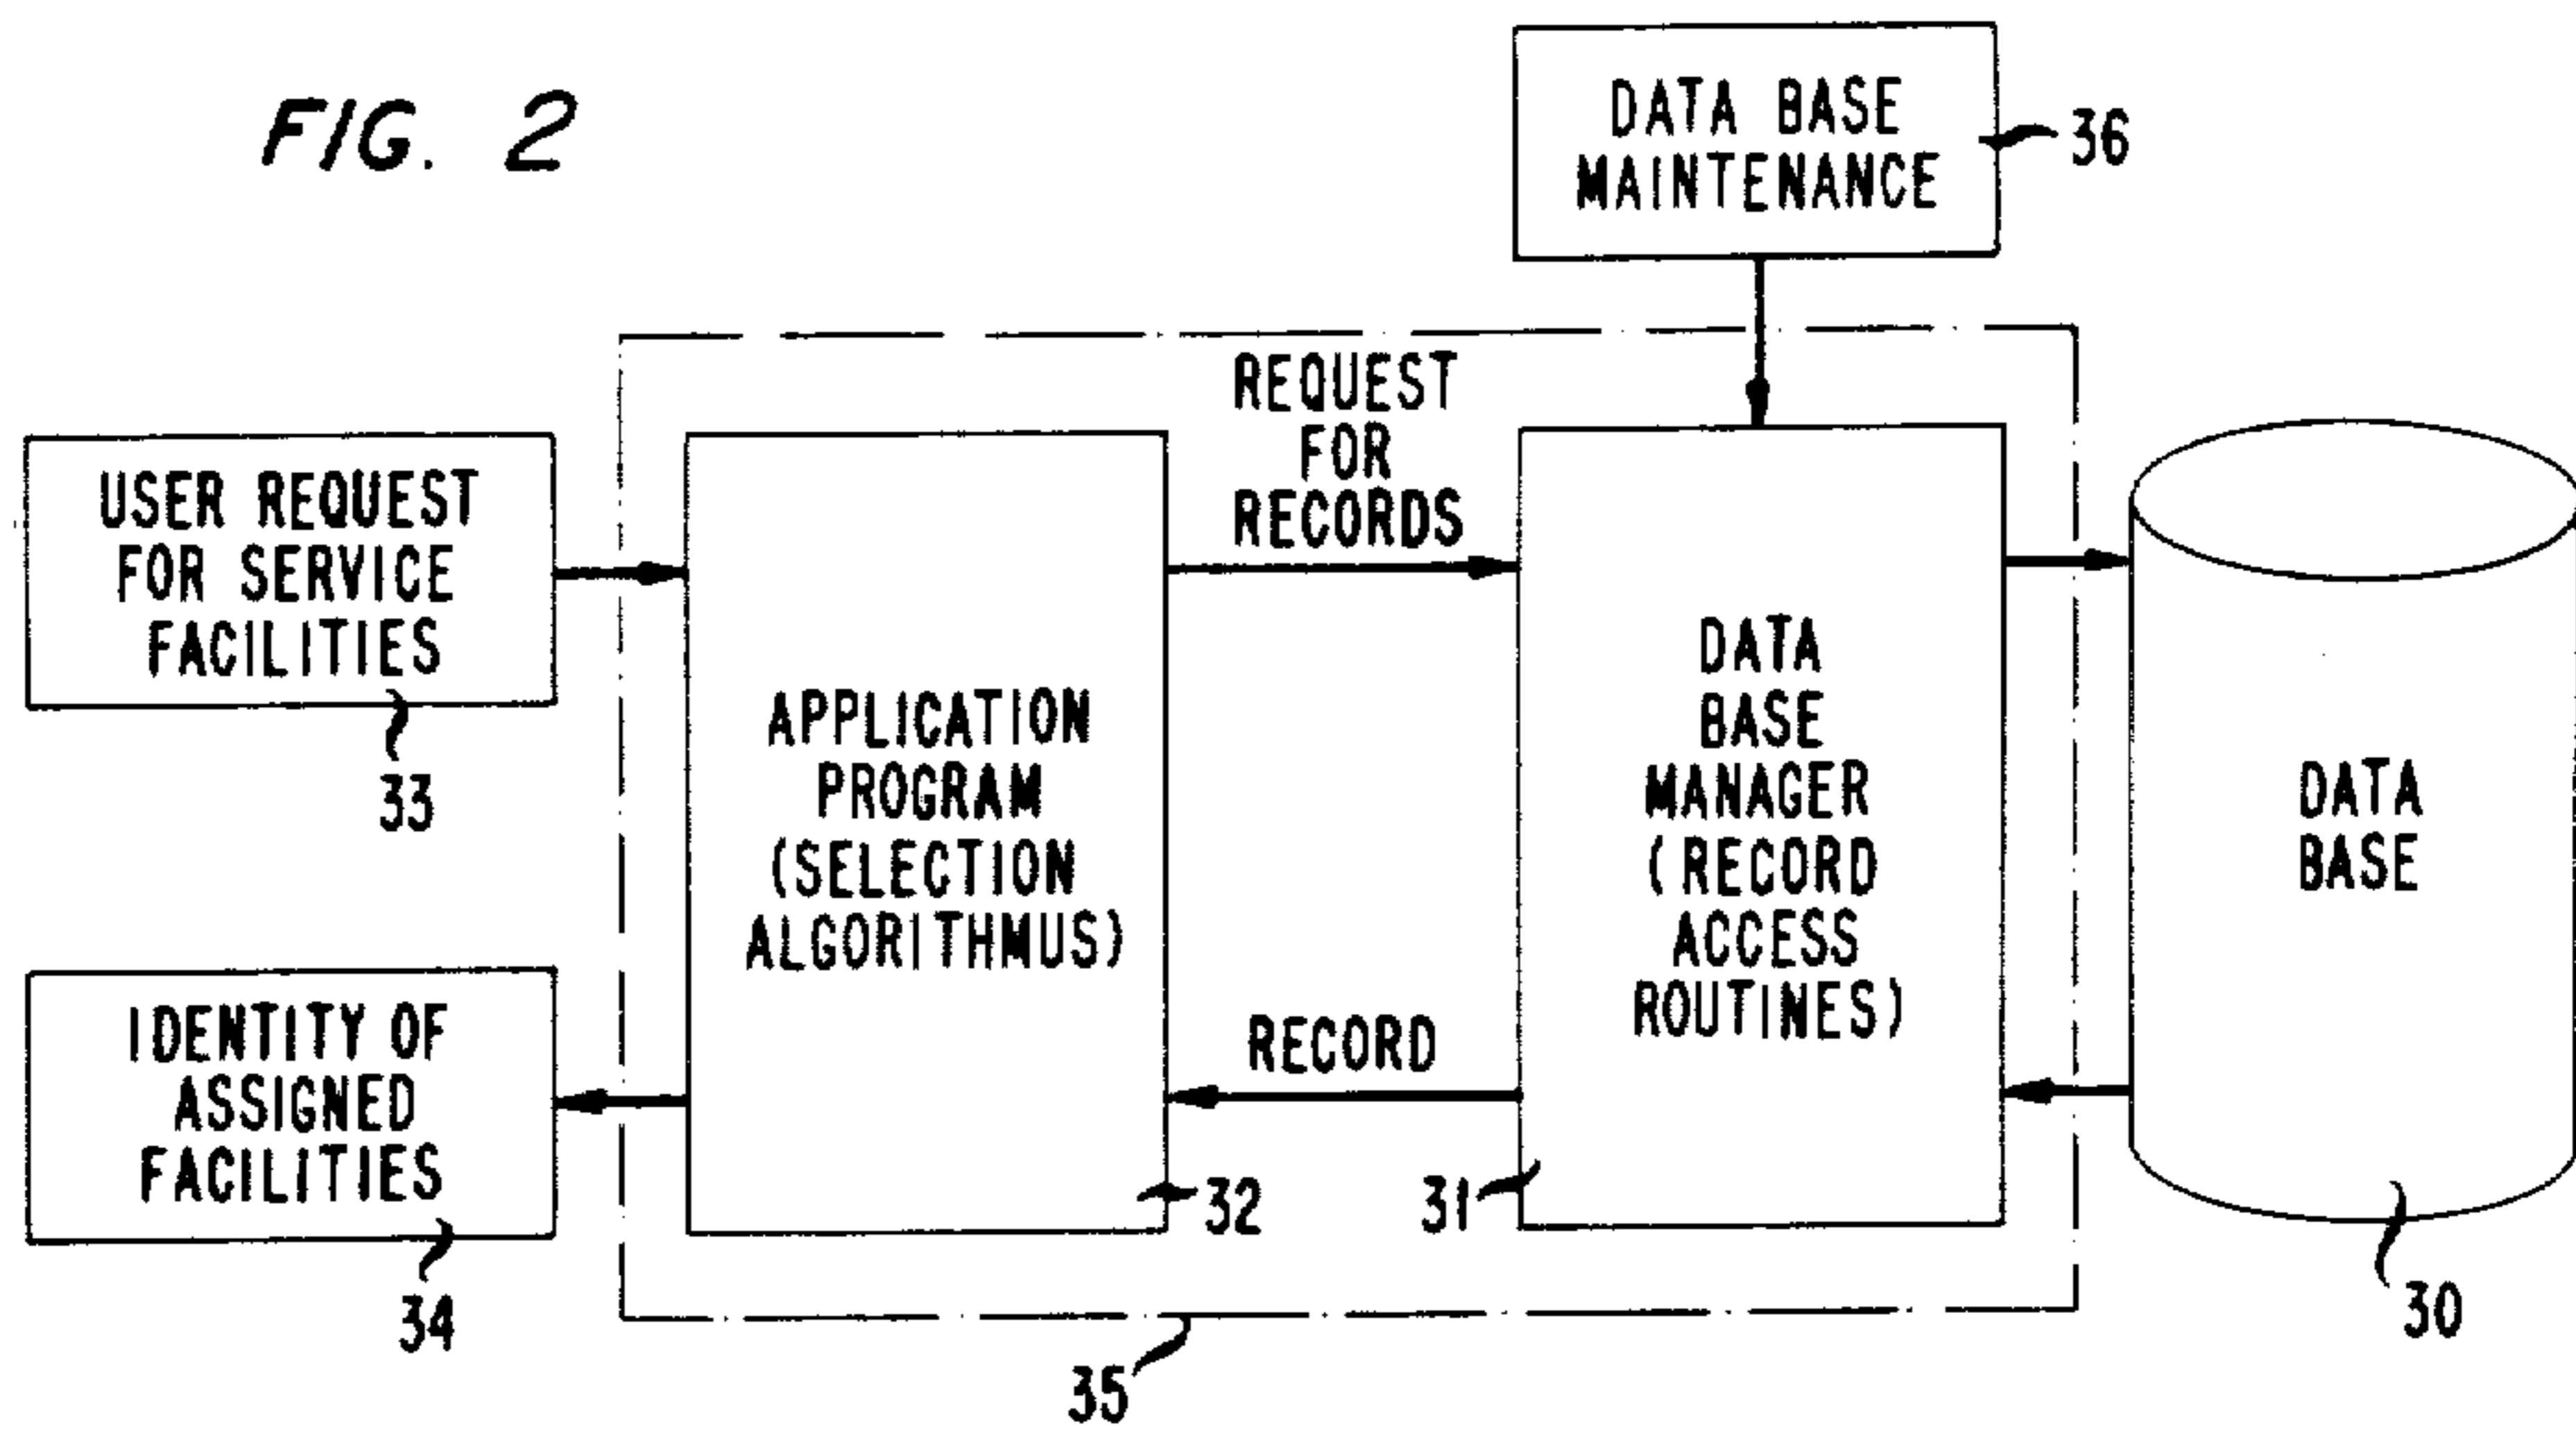 FIG. 2
DATA BASE
MAINTENANCE
36
REQUEST
FOR
RECORDS
USER REQUEST
FOR SERVICE
FACILITIES
33
APPLICATION
PROGRAM
(SELECTION
ALGORITHMUS)
32
DATA
BASE
MANAGER
(RECORD
ACCESS
ROUTINES)
31
DATA
BASE
30
IDENTITY OF
ASSIGNED
FACILITIES
34
RECORD
35